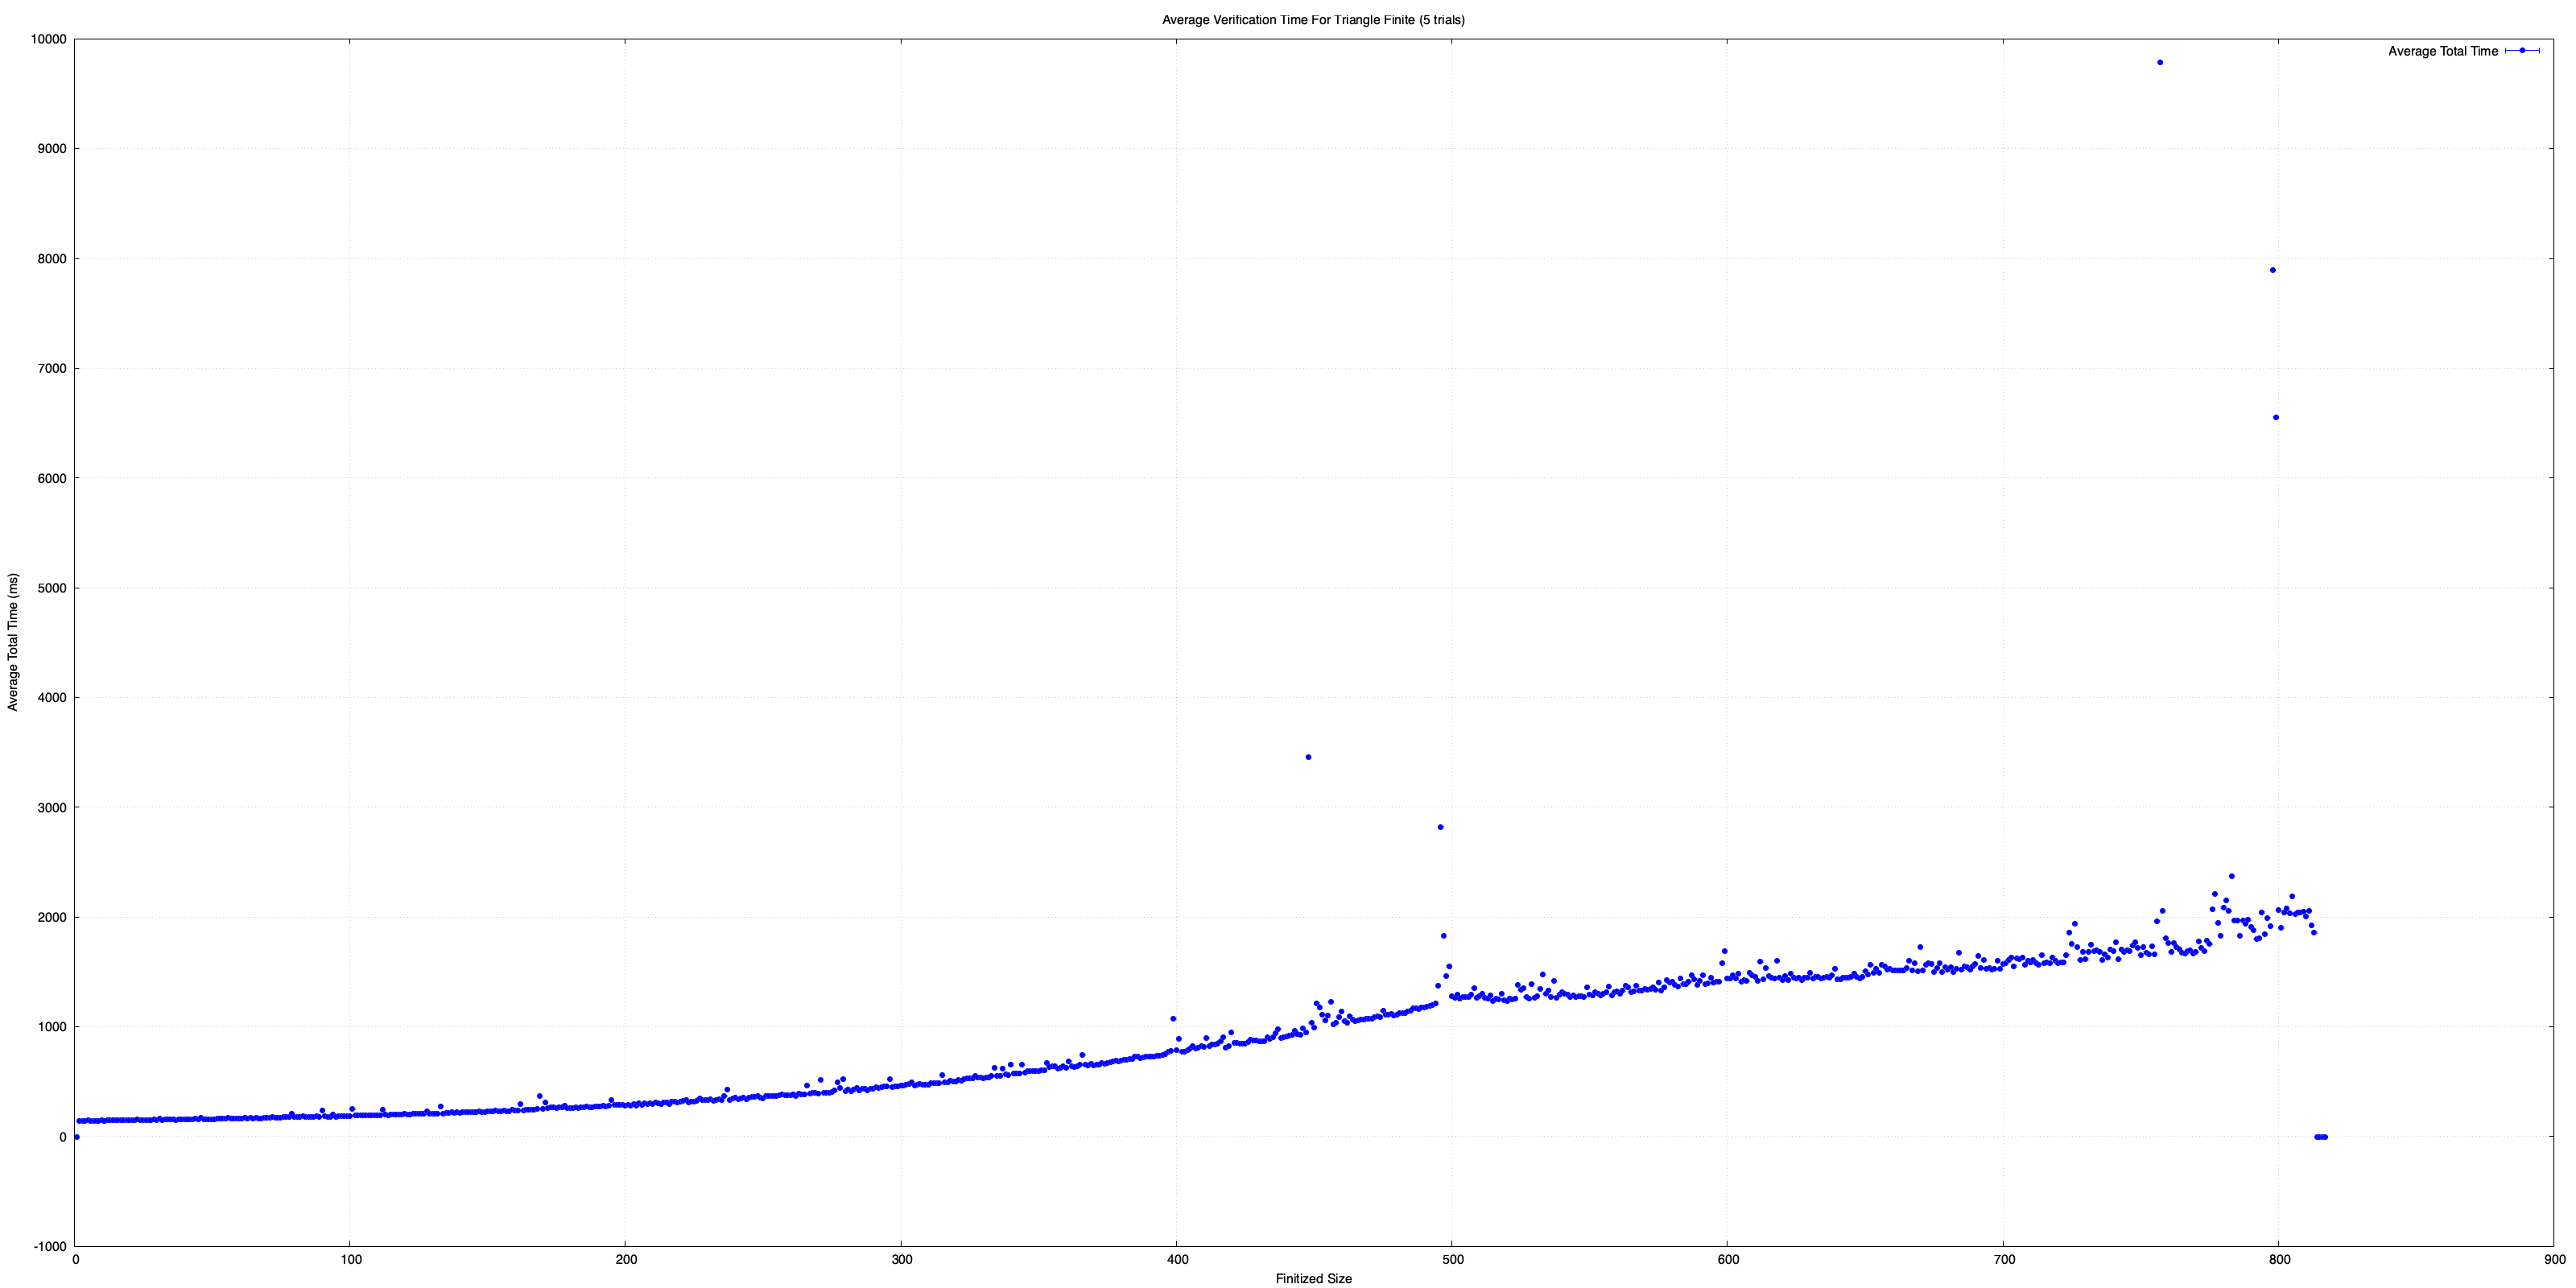 Average Verification Time For Triangle Finite (5 trials)
Average Total Time
10000
9000
8000
7000
6000
5000
4000
3000
2000
1000
0
-1000
Average Total Time (ms)
0 100 200 300 400 500 600 700 800 900
Finitized Size